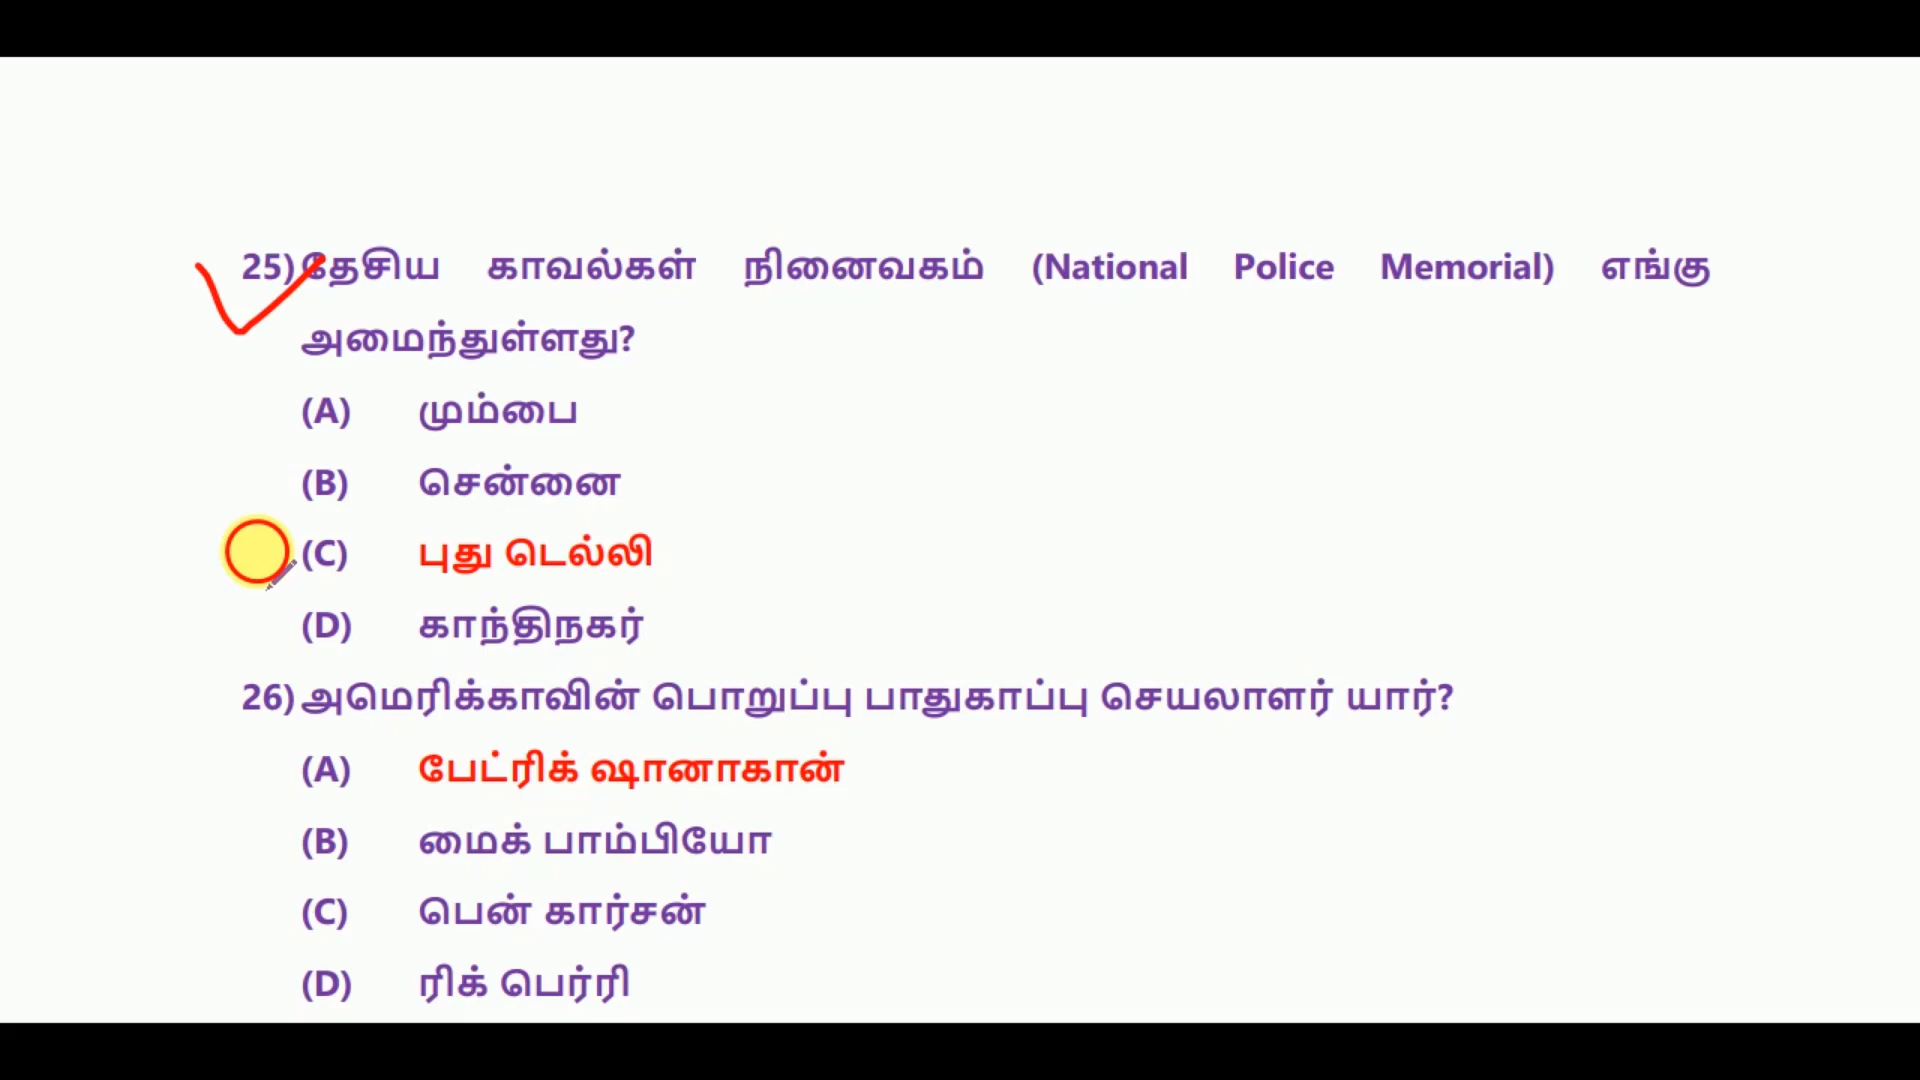 25) தேசிய காவல்கள் நினைவகம் (National Police Memorial) எங்கு
அமைந்துள்ளது?
(A) மும்பை
(B) சென்னை
(C) புது டெல்லி
(D) காந்திநகர்
26) அமெரிக்காவின் பொறுப்பு பாதுகாப்பு செயலாளர் யார்?
(A) பேட்ரிக் ஷானாகான்
(B) மைக் பாம்பியோ
(C) பென் கார்சன்
(D) ரிக் பெர்ரி